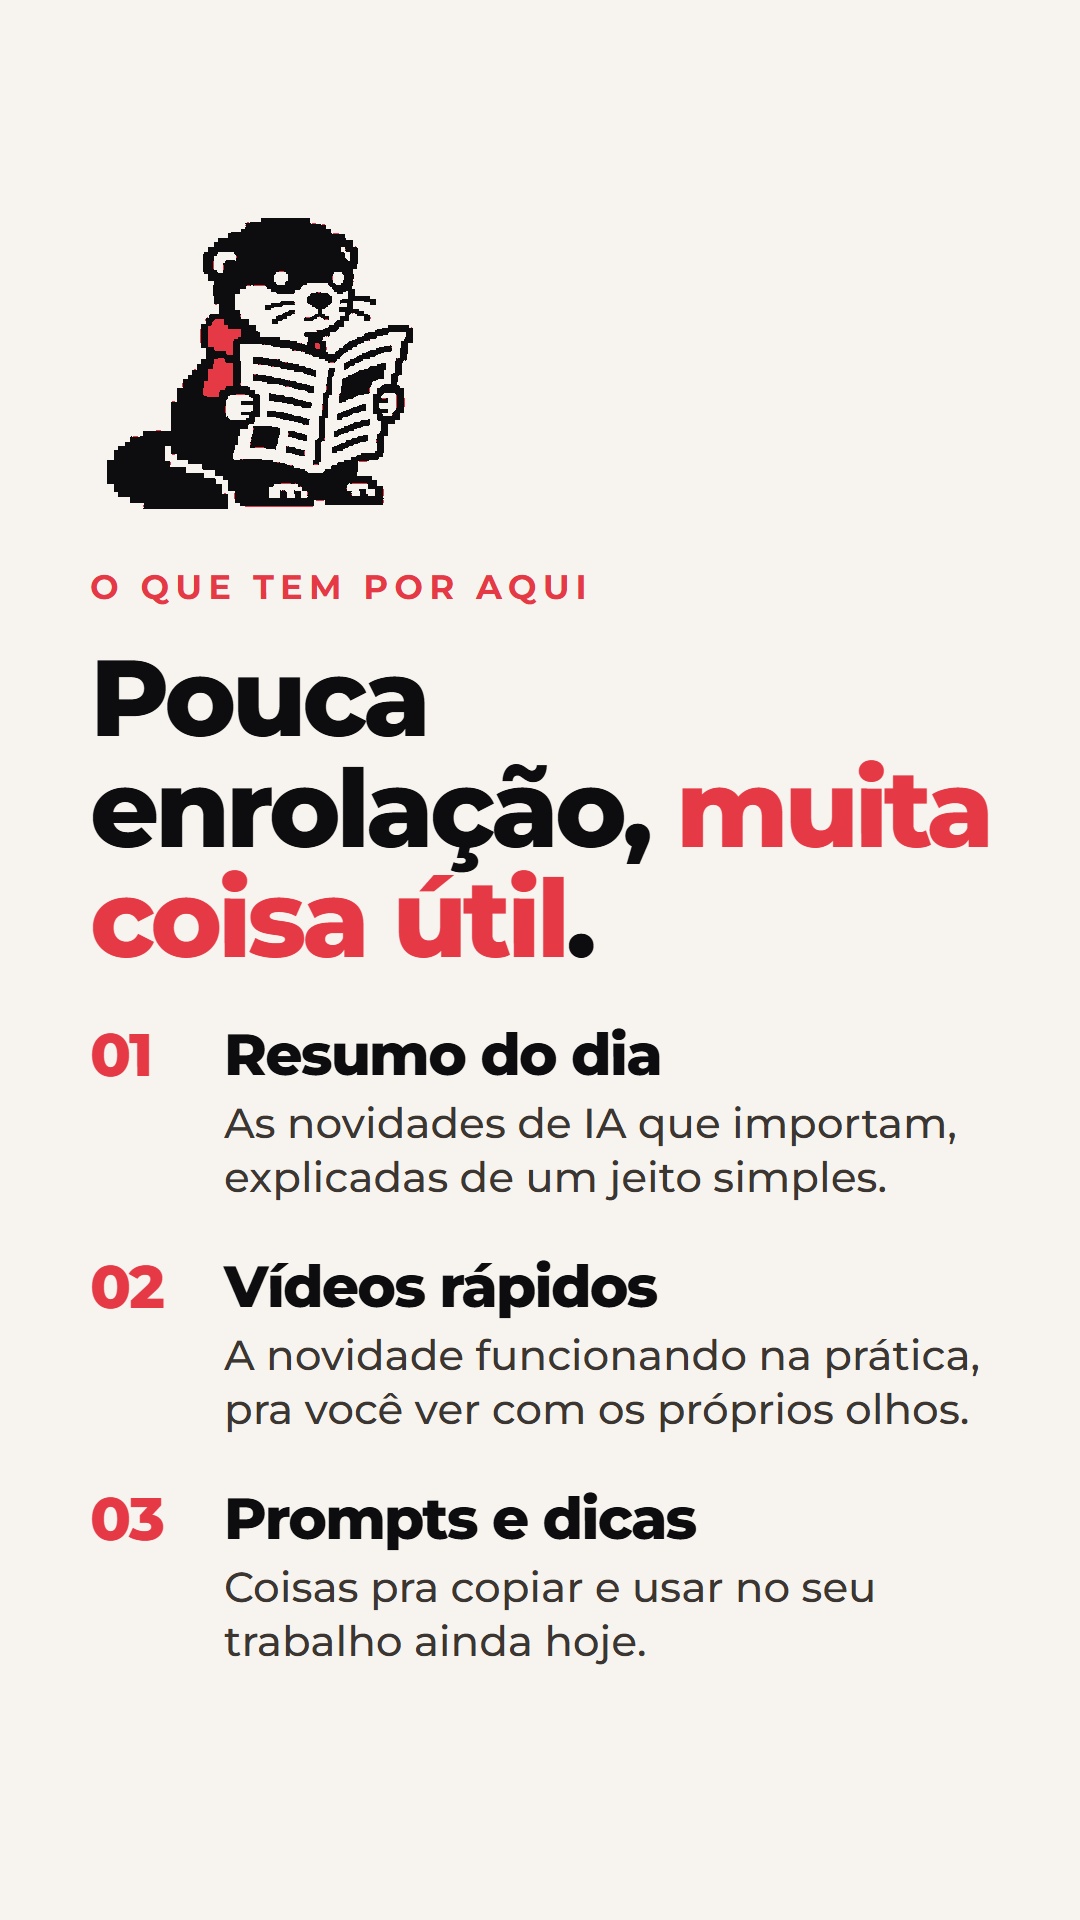 O QUE TEM POR AQUI
Pouca
enrolação, muita
coisa útil.
01 Resumo do dia
As novidades de IA que importam,
explicadas de um jeito simples.
02 Vídeos rápidos
A novidade funcionando na prática,
pra você ver com os próprios olhos.
03 Prompts e dicas
Coisas pra copiar e usar no seu
trabalho ainda hoje.